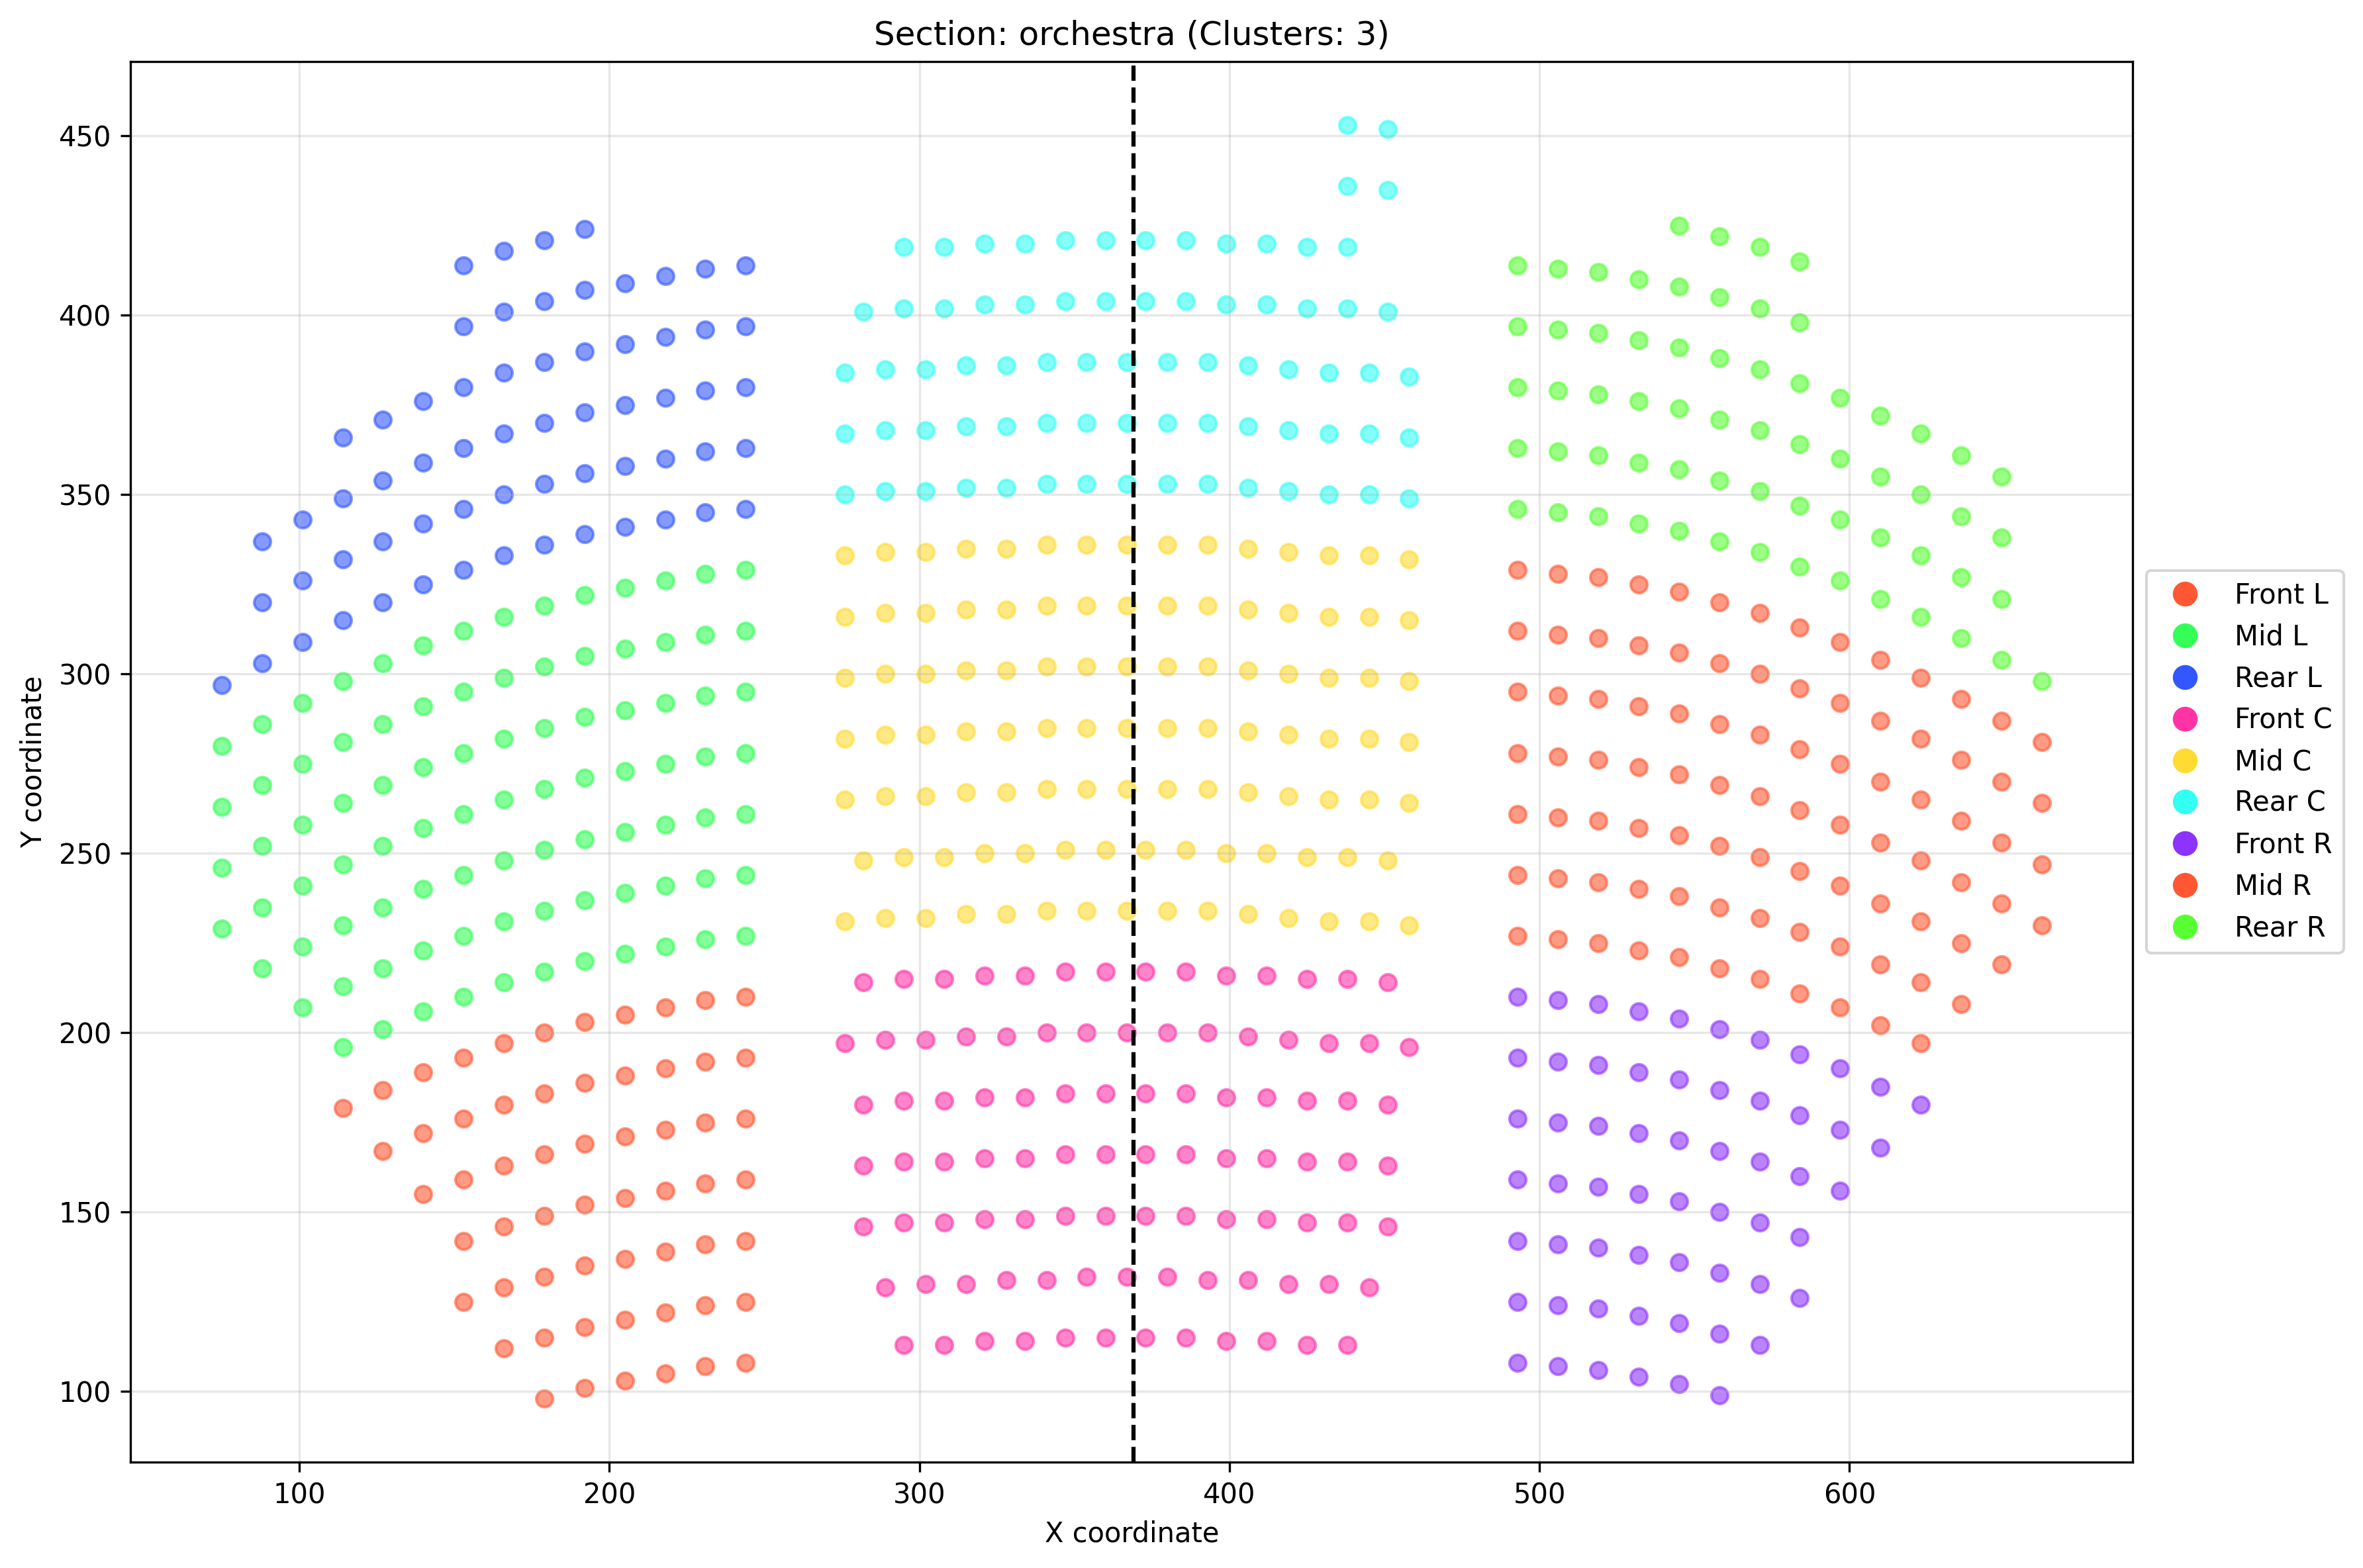 Section: orchestra (Clusters: 3)
450
400
350
300
250
200
150
100
Y coordinate
100 200 300 400 500 600
X coordinate
Front L
Mid L
Rear L
Front C
Mid C
Rear C
Front R
Mid R
Rear R